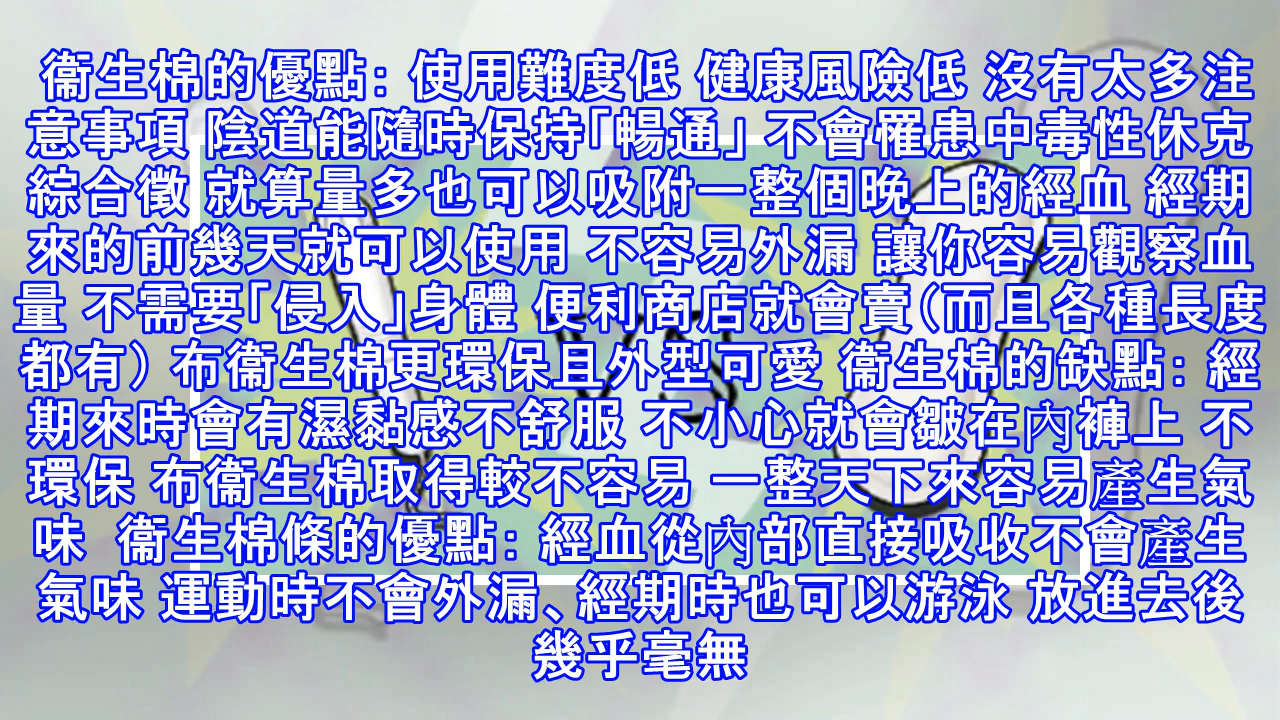 衛生棉的優點: 使用難度低 健康風險低 沒有太多注
意事項 陰道能隨時保持「暢通」 不會罹患中毒性休克
綜合徵 就算量多也可以吸附一整個晚上的經血 經期
來的前幾天就可以使用 不容易外漏 讓你容易觀察血
量 不需要「侵入」身體 便利商店就會賣(而且各種長度
都有) 布衛生棉更環保且外型可愛 衛生棉的缺點: 經
期來時會有濕黏感不舒服 不小心就會皺在內褲上 不
環保 布衛生棉取得較不容易 一整天下來容易產生氣
味 衛生棉條的優點: 經血從內部直接吸收不會產生
氣味 運動時不會外漏、經期時也可以游泳 放進去後
幾乎毫無